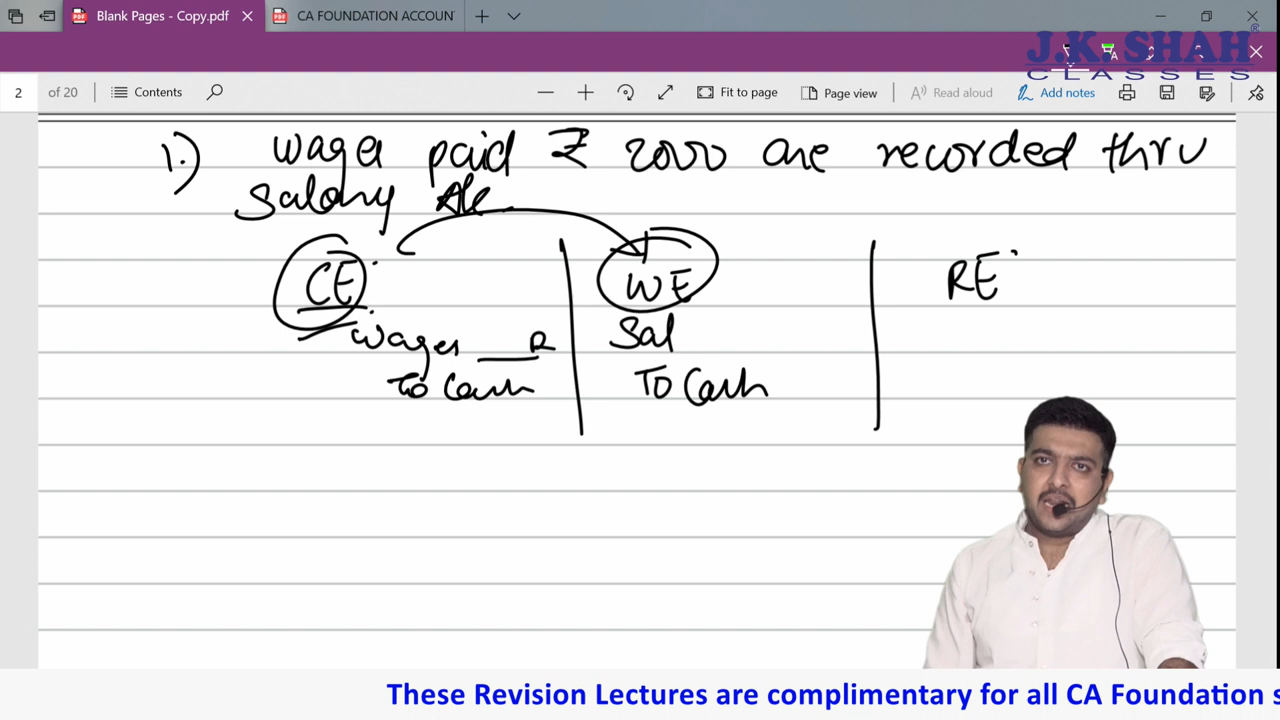 Blank Pages - Copy.pdf
CA FOUNDATION ACCOUNT
J.K. SHAH®
CLASSES
2 of 20 Contents Fit to page Page view Read aloud Add notes
1.) Wages paid ₹ 2000 are recorded thru
Salary A/c.
CE WE RE
Wages ___ R Sal
To Cash To Cash
These Revision Lectures are complimentary for all CA Foundation s